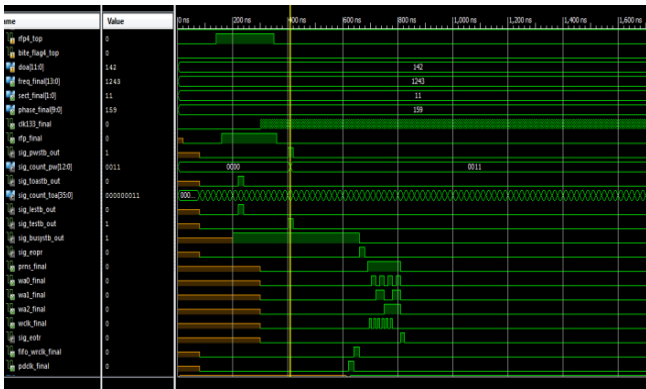 ame Value 0 ns 200 ns 400 ns 600 ns 800 ns 1,000 ns 1,200 ns 1,400 ns 1,600 ns
rfp4_top 0
bite_flag4_top 0
doa[11:0] 142 142
freq_final[13:0] 1243 1243
sect_final[1:0] 11 11
phase_final[9:0] 159 159
clk133_final 0
rfp_final 0
sig_pwstb_out 1
sig_count_pw[12:0] 0011 0000 0011
sig_toastb_out 0
sig_count_toa[35:0] 000000011 000...
sig_lestb_out 0
sig_testb_out 1
sig_busystb_out 1
sig_eopr 0
prns_final 0
wa0_final 0
wa1_final 0
wa2_final 0
wclk_final 0
sig_eotr 0
fifo_wrclk_final 0
pdclk_final 0